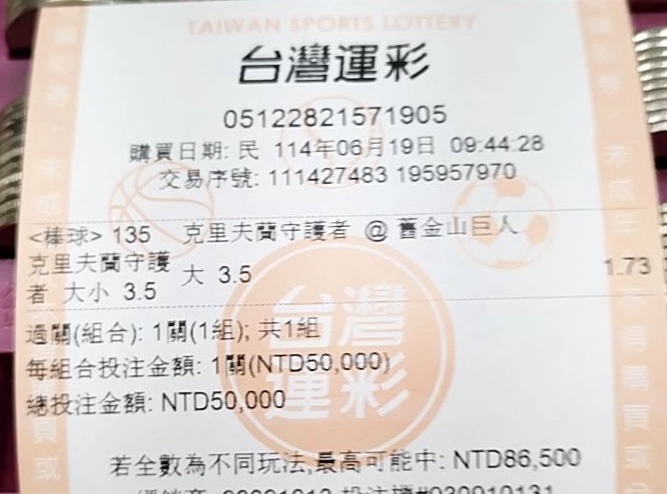 TAIWAN SPORTS LOTTERY
台灣運彩
05122821571905
購買日期: 民 114年06月19日 09:44:28
交易序號: 111427483 195957970
<棒球> 135 克里夫蘭守護者 @ 舊金山巨人
克里夫蘭守護者 大小 3.5 大 3.5 1.73
過關(組合): 1關(1組); 共1組
每組合投注金額: 1關(NTD50,000)
總投注金額: NTD50,000
台灣
運彩
若全數為不同玩法,最高可能中: NTD86,500